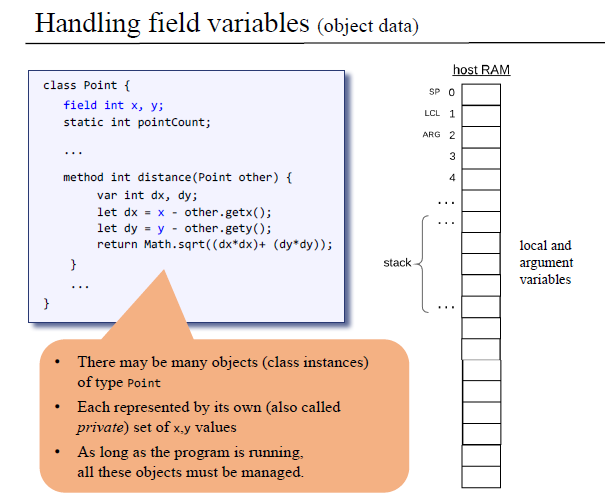 Handling field variables (object data)
class Point {
field int x, y;
static int pointCount;
...
method int distance(Point other) {
var int dx, dy;
let dx = x - other.getx();
let dy = y - other.gety();
return Math.sqrt((dx*dx)+ (dy*dy));
}
...
}
• There may be many objects (class instances)
of type Point
• Each represented by its own (also called
private) set of x,y values
• As long as the program is running,
all these objects must be managed.
host RAM
SP 0
LCL 1
ARG 2
3
4
...
...
stack
...
local and
argument
variables